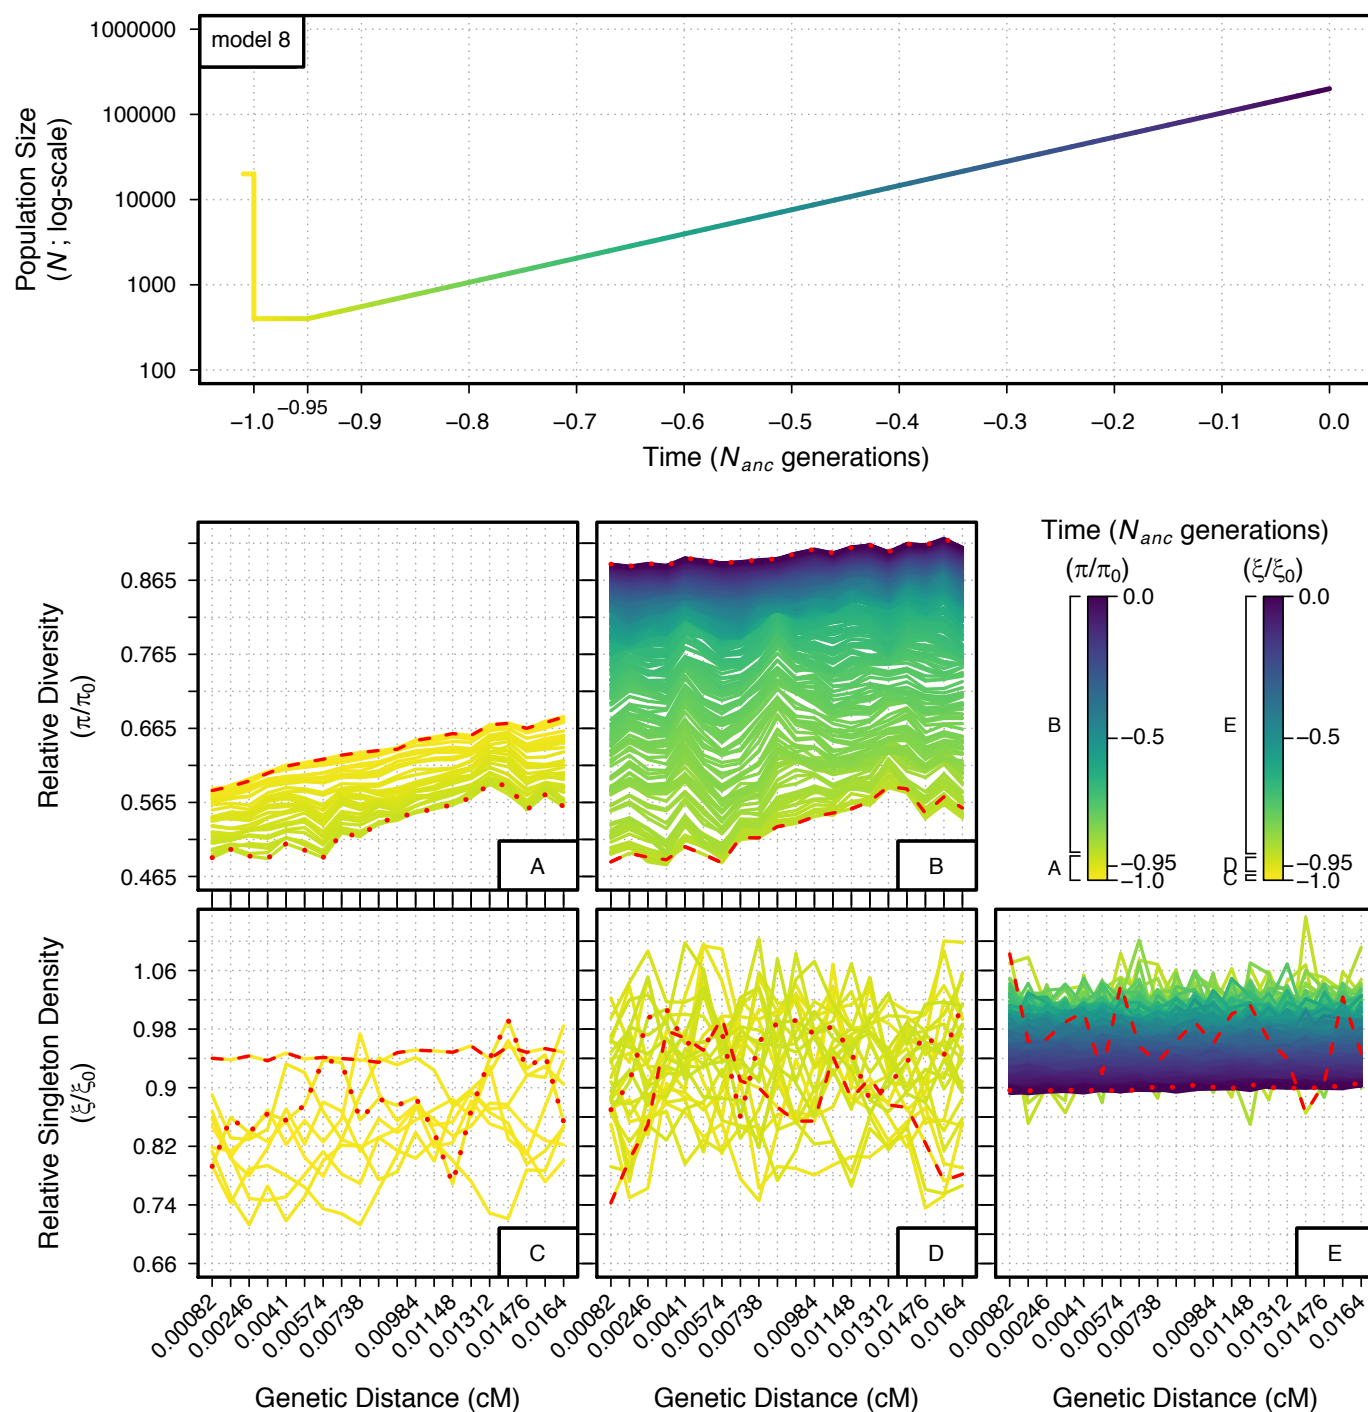 model 8
Population Size
(N ; log-scale)
1000000
100000
10000
1000
100
−1.0
−0.95
−0.9
−0.8
−0.7
−0.6
−0.5
−0.4
−0.3
−0.2
−0.1
0.0
Time (Nanc generations)
Relative Diversity
(π/π0)
0.865
0.765
0.665
0.565
0.465
A
B
Time (Nanc generations)
(π/π0)
(ξ/ξ0)
0.0
−0.5
−0.95
−1.0
B
A
0.0
−0.5
−0.95
−1.0
E
D
C
Relative Singleton Density
(ξ/ξ0)
1.06
0.98
0.9
0.82
0.74
0.66
C
D
E
0.00082
0.00246
0.0041
0.00574
0.00738
0.00984
0.01148
0.01312
0.01476
0.0164
0.00082
0.00246
0.0041
0.00574
0.00738
0.00984
0.01148
0.01312
0.01476
0.0164
0.00082
0.00246
0.0041
0.00574
0.00738
0.00984
0.01148
0.01312
0.01476
0.0164
Genetic Distance (cM)
Genetic Distance (cM)
Genetic Distance (cM)